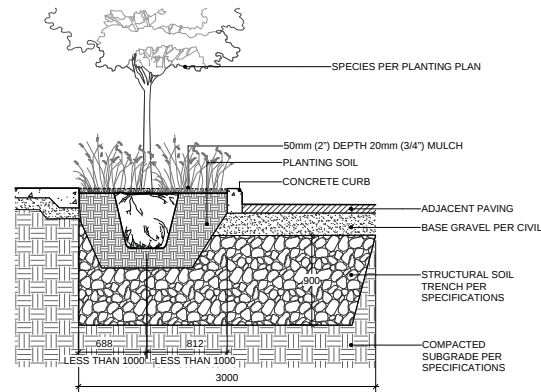 SPECIES PER PLANTING PLAN
50mm (2") DEPTH 20mm (3/4") MULCH
PLANTING SOIL
CONCRETE CURB
ADJACENT PAVING
BASE GRAVEL PER CIVIL
STRUCTURAL SOIL
TRENCH PER
SPECIFICATIONS
900
COMPACTED
SUBGRADE PER
SPECIFICATIONS
688 812
LESS THAN 1000 LESS THAN 1000
3000